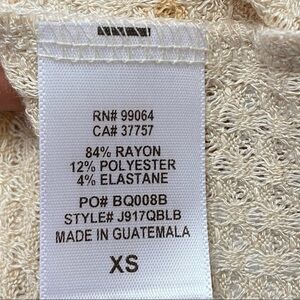 RN# 99064
CA# 37757
84% RAYON
12% POLYESTER
4% ELASTANE
PO# BQ008B
STYLE# J917QBLB
MADE IN GUATEMALA
XS